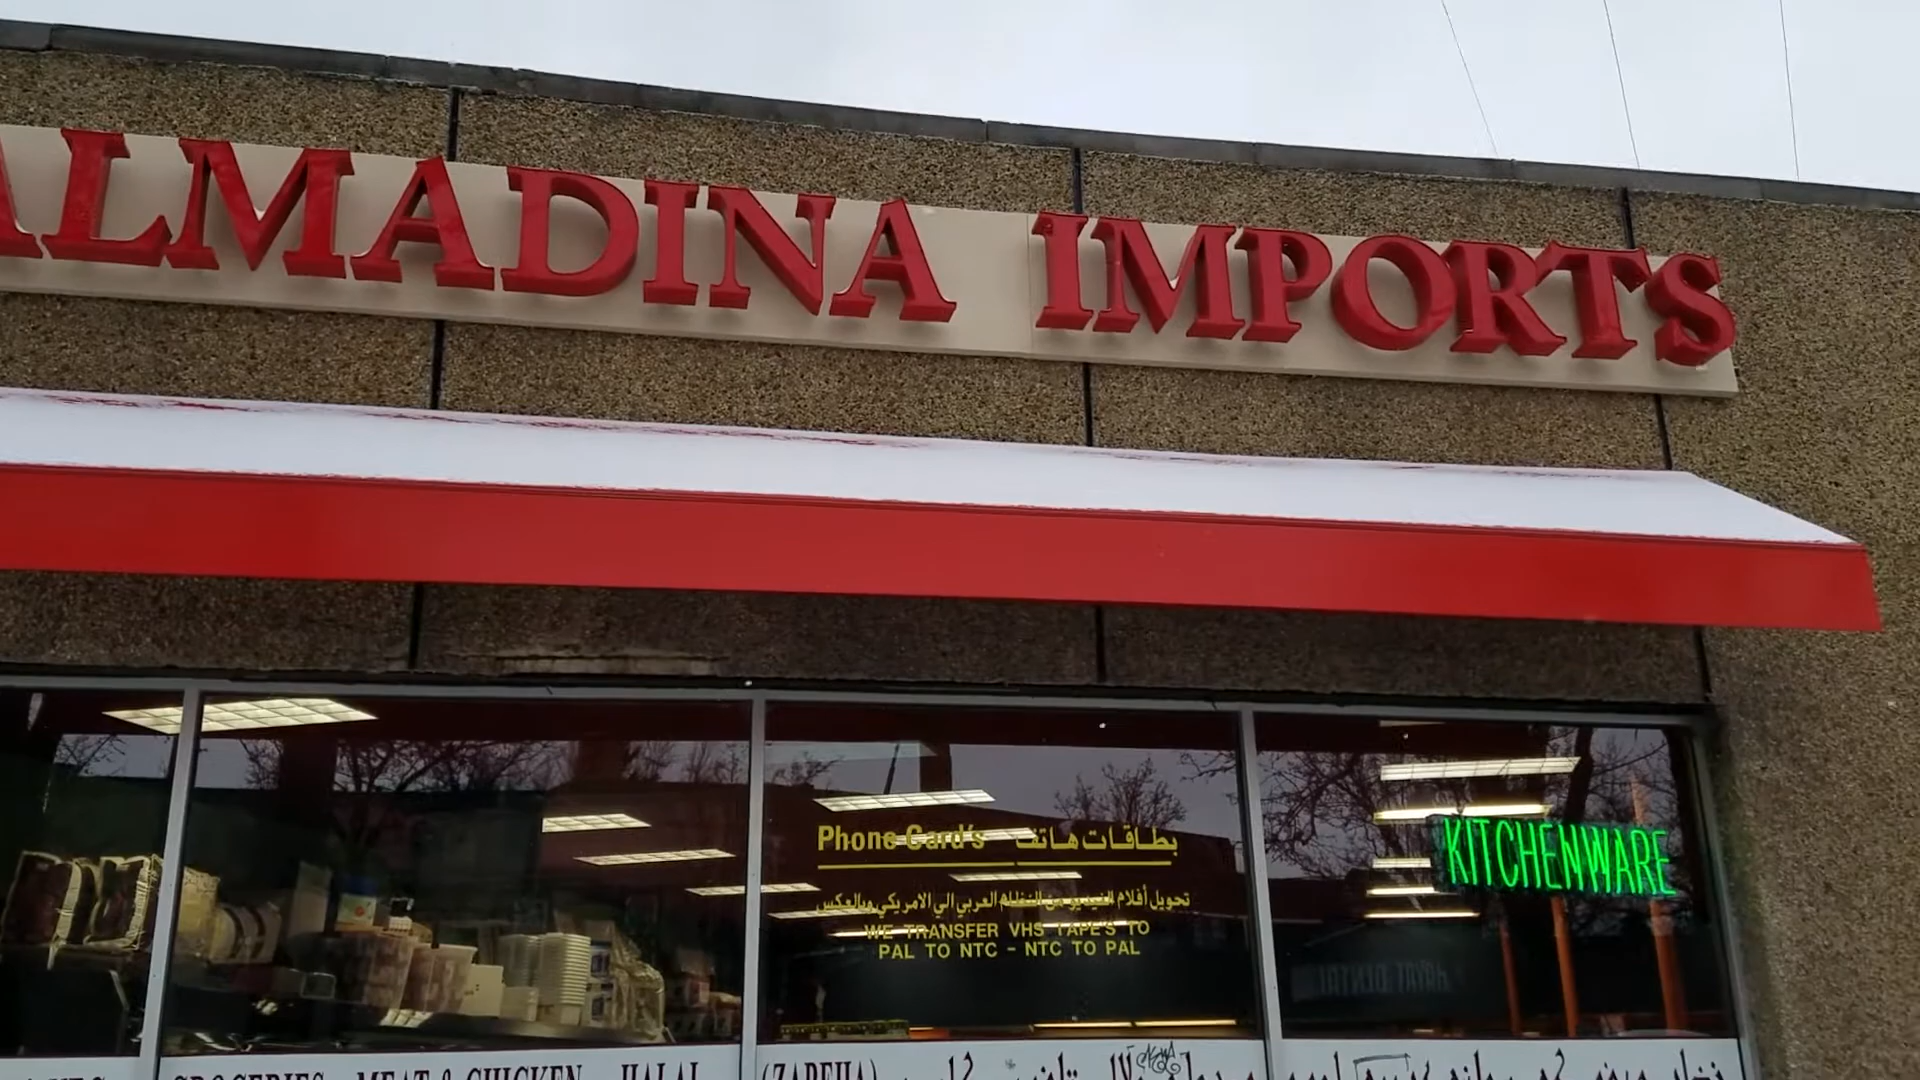 ALMADINA IMPORTS
Phone Card's بطاقات هاتف
KITCHENWARE
تحويل أفلام الفيديو من النظام العربي الي الامريكي وبالعكس
WE TRANSFER VHS TAPE'S TO
PAL TO NTC - NTC TO PAL
GROCERIES MEAT & CHICKEN HALAL (ZABEHA)